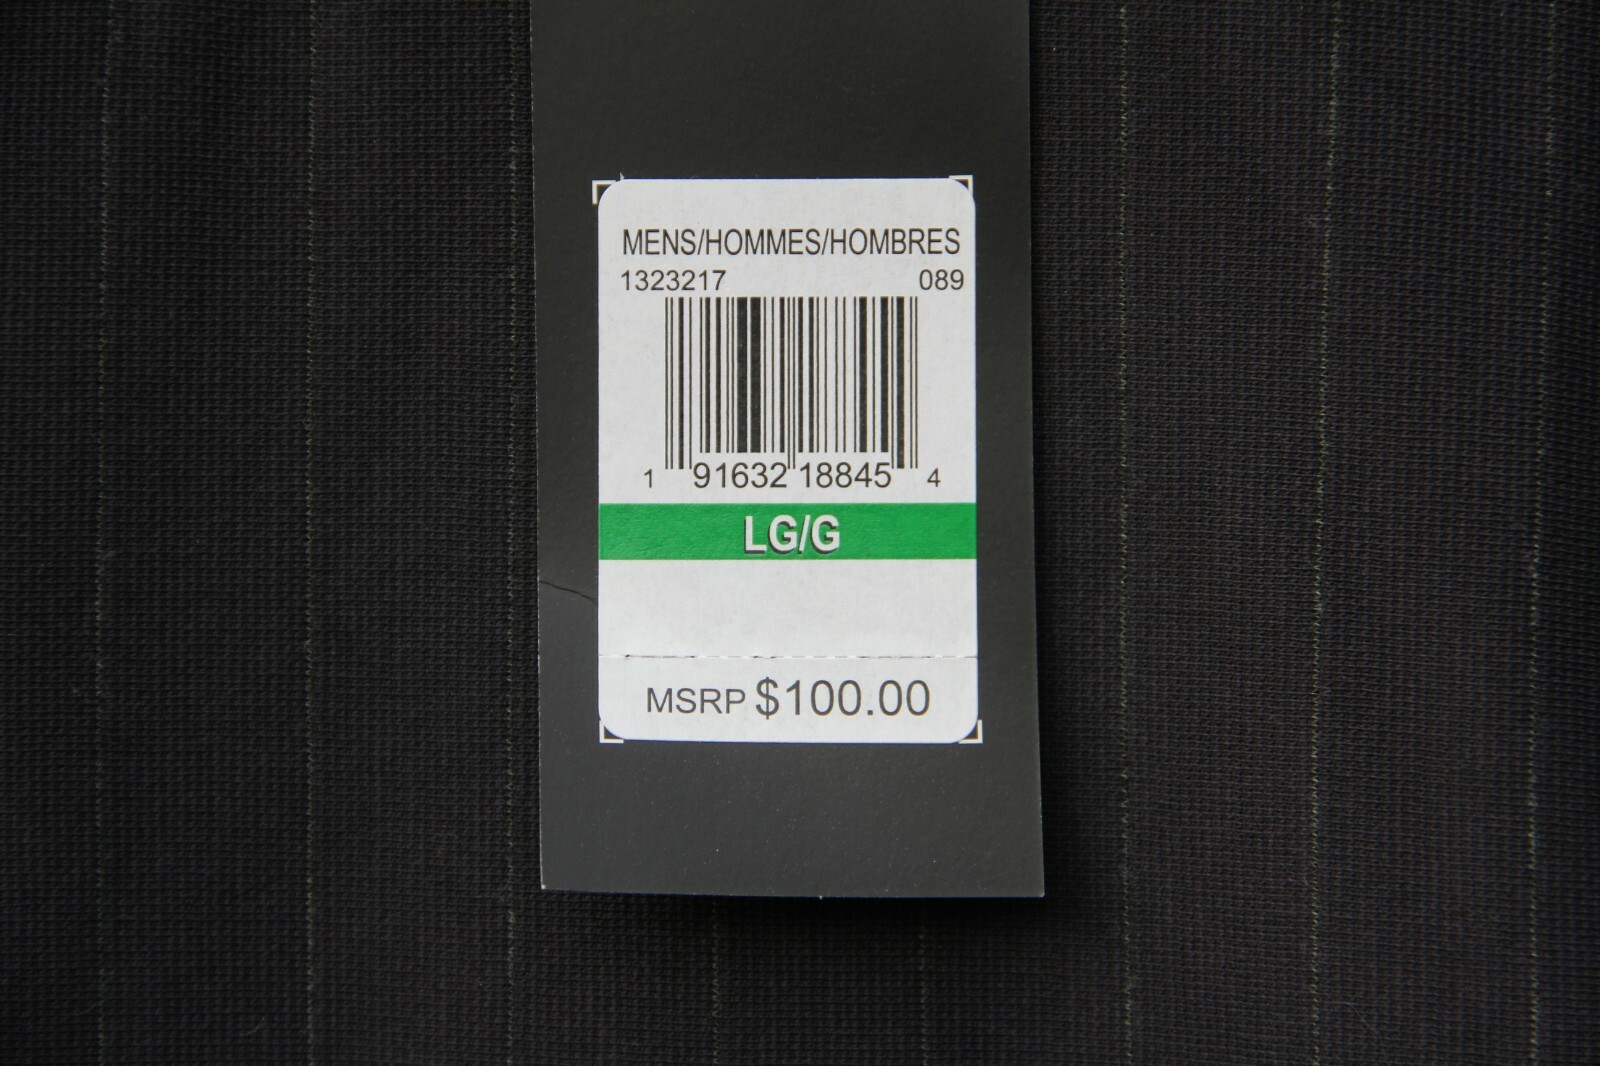 MENS/HOMMES/HOMBRES
1323217 089
1 91632 18845 4
LG/G
MSRP $100.00